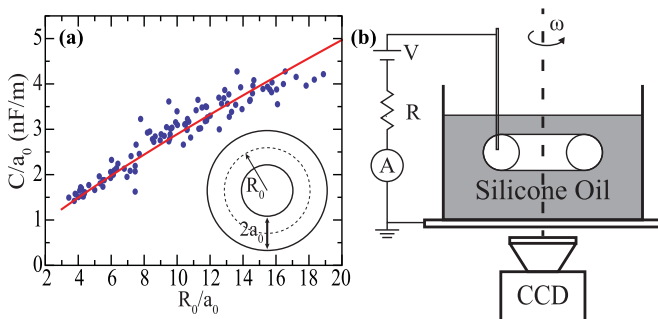 (a)
C/a₀ (nF/m)
5
4
3
2
1
0
2 4 6 8 10 12 14 16 18 20
R₀/a₀
R₀
2a₀
(b)
V
R
A
ω
Silicone Oil
CCD